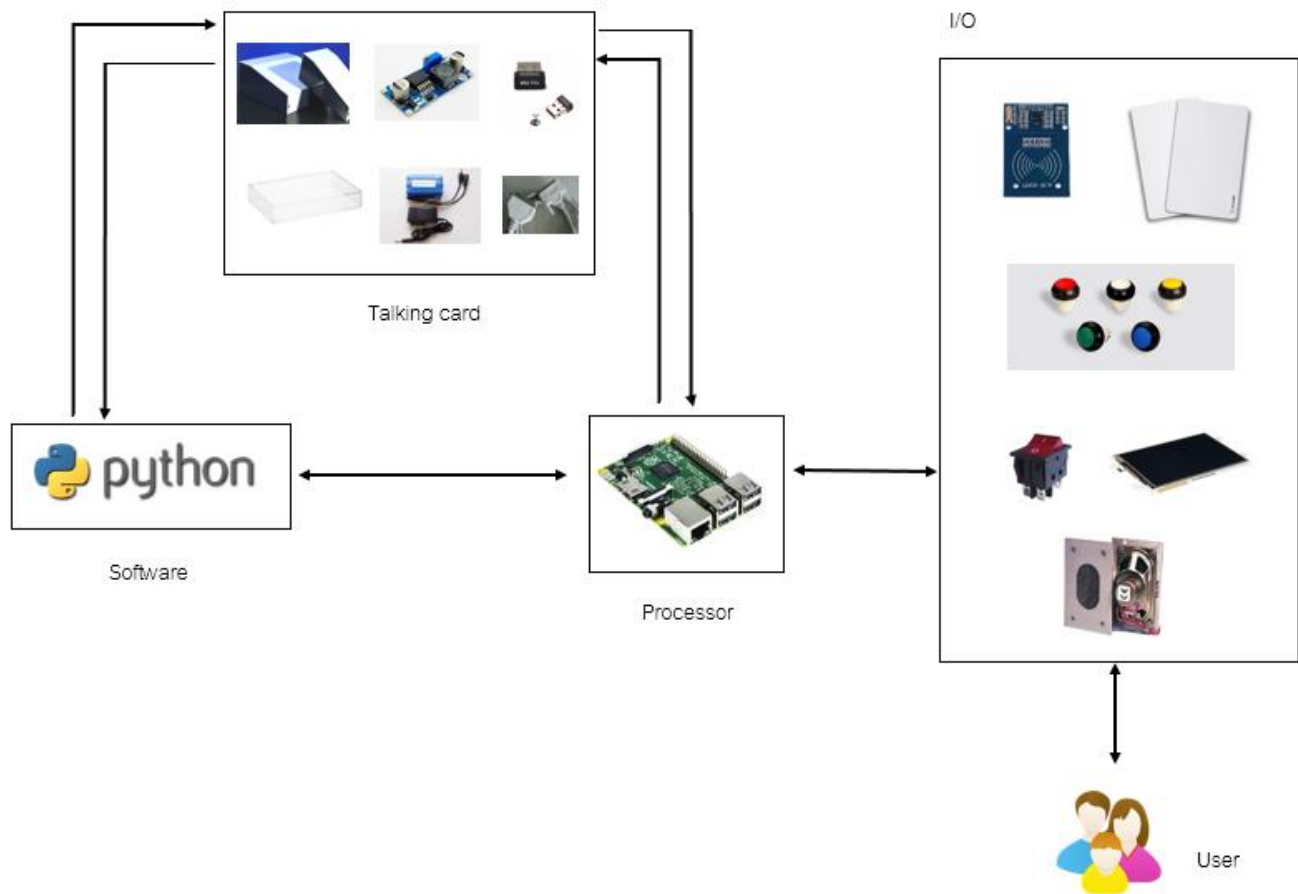 I/O
Talking card
python
Software
Processor
User